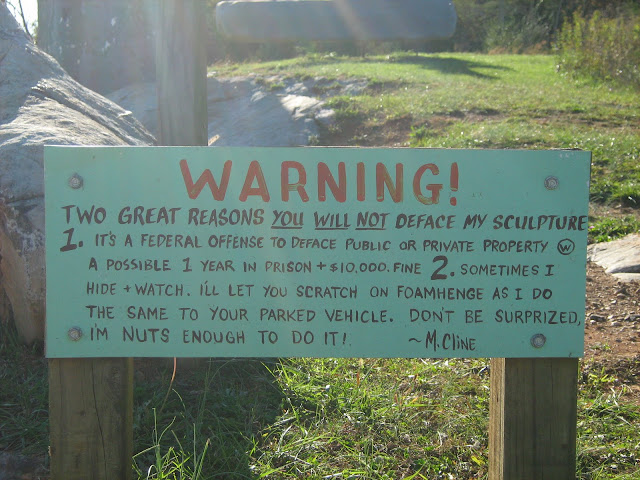 WARNING!
TWO GREAT REASONS YOU WILL NOT DEFACE MY SCULPTURE
1. IT'S A FEDERAL OFFENSE TO DEFACE PUBLIC OR PRIVATE PROPERTY W
A POSSIBLE 1 YEAR IN PRISON + $10,000. FINE 2. SOMETIMES I
HIDE + WATCH. I'LL LET YOU SCRATCH ON FOAMHENGE AS I DO
THE SAME TO YOUR PARKED VEHICLE. DON'T BE SURPRIZED,
I'M NUTS ENOUGH TO DO IT! ~M.CLINE